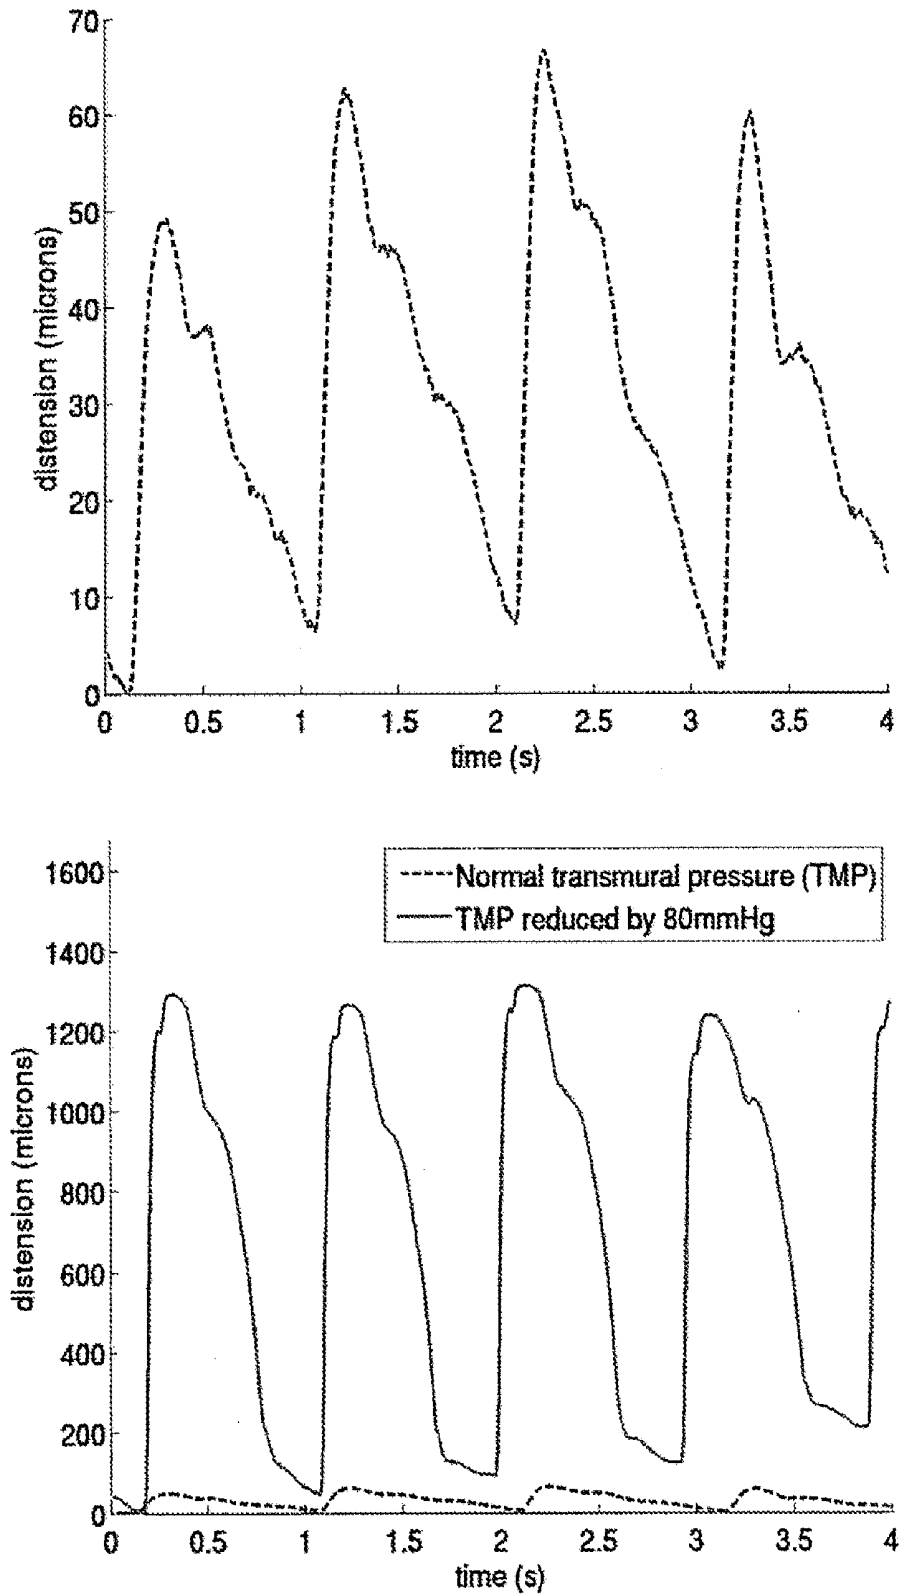 70
60
50
40
30
20
10
0
distension (microns)
0 0.5 1 1.5 2 2.5 3 3.5 4
time (s)
Normal transmural pressure (TMP)
TMP reduced by 80mmHg
1600
1400
1200
1000
800
600
400
200
0
distension (microns)
0 0.5 1 1.5 2 2.5 3 3.5 4
time (s)